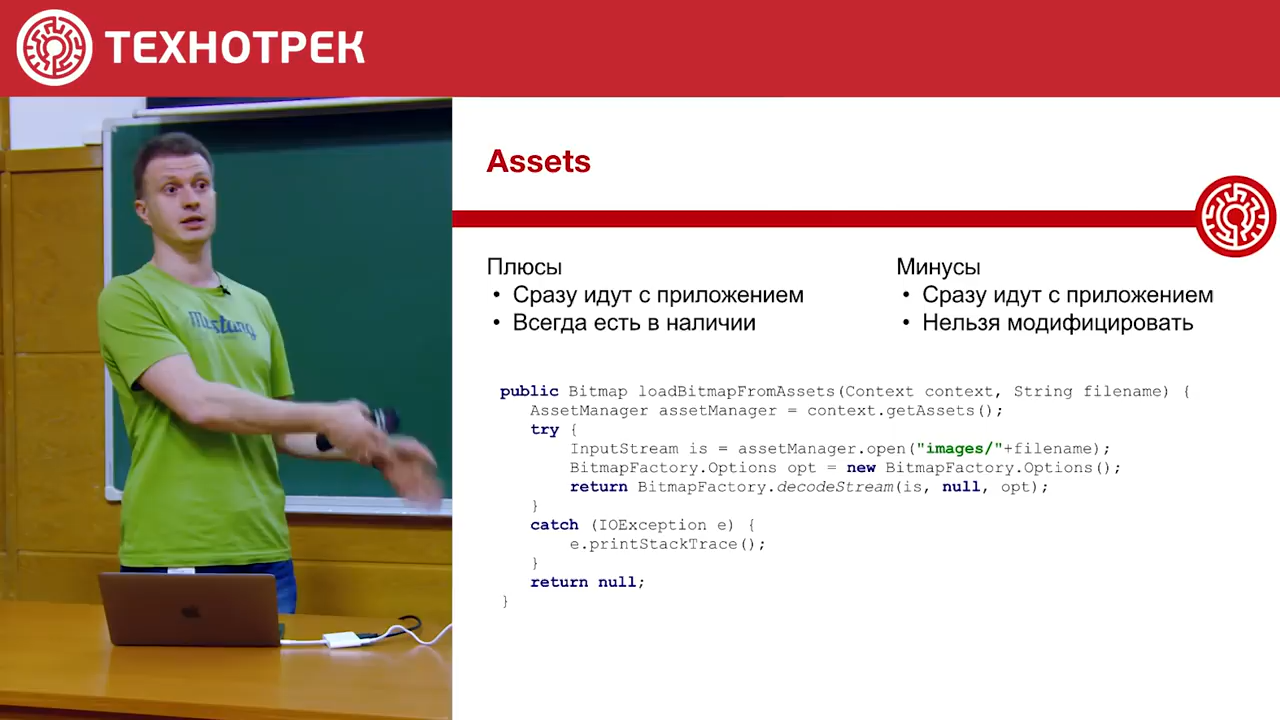 ТЕХНОТРЕК
Mustang
Assets
Плюсы
• Сразу идут с приложением
• Всегда есть в наличии
Минусы
• Сразу идут с приложением
• Нельзя модифицировать
public Bitmap loadBitmapFromAssets(Context context, String filename) {
AssetManager assetManager = context.getAssets();
try {
InputStream is = assetManager.open("images/"+filename);
BitmapFactory.Options opt = new BitmapFactory.Options();
return BitmapFactory.decodeStream(is, null, opt);
}
catch (IOException e) {
e.printStackTrace();
}
return null;
}